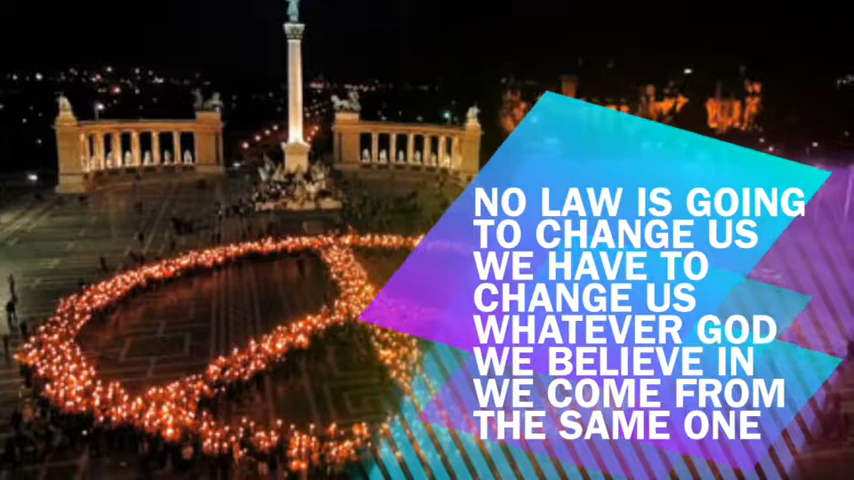 NO LAW IS GOING
TO CHANGE US
WE HAVE TO
CHANGE US
WHATEVER GOD
WE BELIEVE IN
WE COME FROM
THE SAME ONE